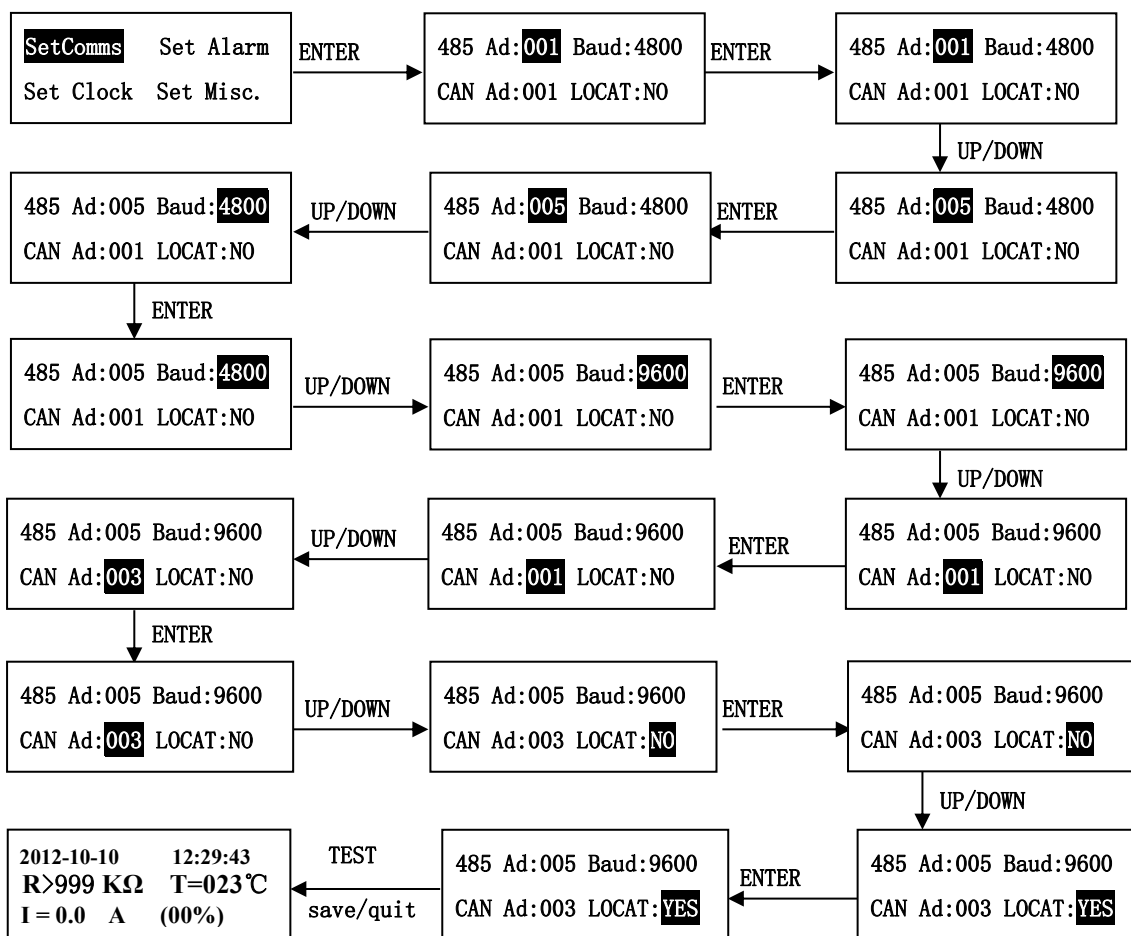 SetComms Set Alarm
Set Clock Set Misc.
ENTER
485 Ad:001 Baud:4800
CAN Ad:001 LOCAT:NO
ENTER
485 Ad:001 Baud:4800
CAN Ad:001 LOCAT:NO
UP/DOWN
485 Ad:005 Baud:4800
CAN Ad:001 LOCAT:NO
ENTER
485 Ad:005 Baud:4800
CAN Ad:001 LOCAT:NO
UP/DOWN
485 Ad:005 Baud:4800
CAN Ad:001 LOCAT:NO
ENTER
485 Ad:005 Baud:4800
CAN Ad:001 LOCAT:NO
UP/DOWN
485 Ad:005 Baud:9600
CAN Ad:001 LOCAT:NO
ENTER
485 Ad:005 Baud:9600
CAN Ad:001 LOCAT:NO
UP/DOWN
485 Ad:005 Baud:9600
CAN Ad:001 LOCAT:NO
ENTER
485 Ad:005 Baud:9600
CAN Ad:001 LOCAT:NO
UP/DOWN
485 Ad:005 Baud:9600
CAN Ad:003 LOCAT:NO
ENTER
485 Ad:005 Baud:9600
CAN Ad:003 LOCAT:NO
UP/DOWN
485 Ad:005 Baud:9600
CAN Ad:003 LOCAT:NO
ENTER
485 Ad:005 Baud:9600
CAN Ad:003 LOCAT:NO
UP/DOWN
485 Ad:005 Baud:9600
CAN Ad:003 LOCAT:YES
ENTER
485 Ad:005 Baud:9600
CAN Ad:003 LOCAT:YES
TEST
save/quit
2012-10-10 12:29:43
R>999 KΩ T=023℃
I = 0.0 A (00%)